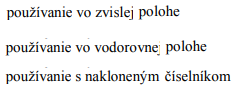 používanie vo zvislej polohe
používanie vo vodorovnej polohe
používanie s nakloneným číselníkom